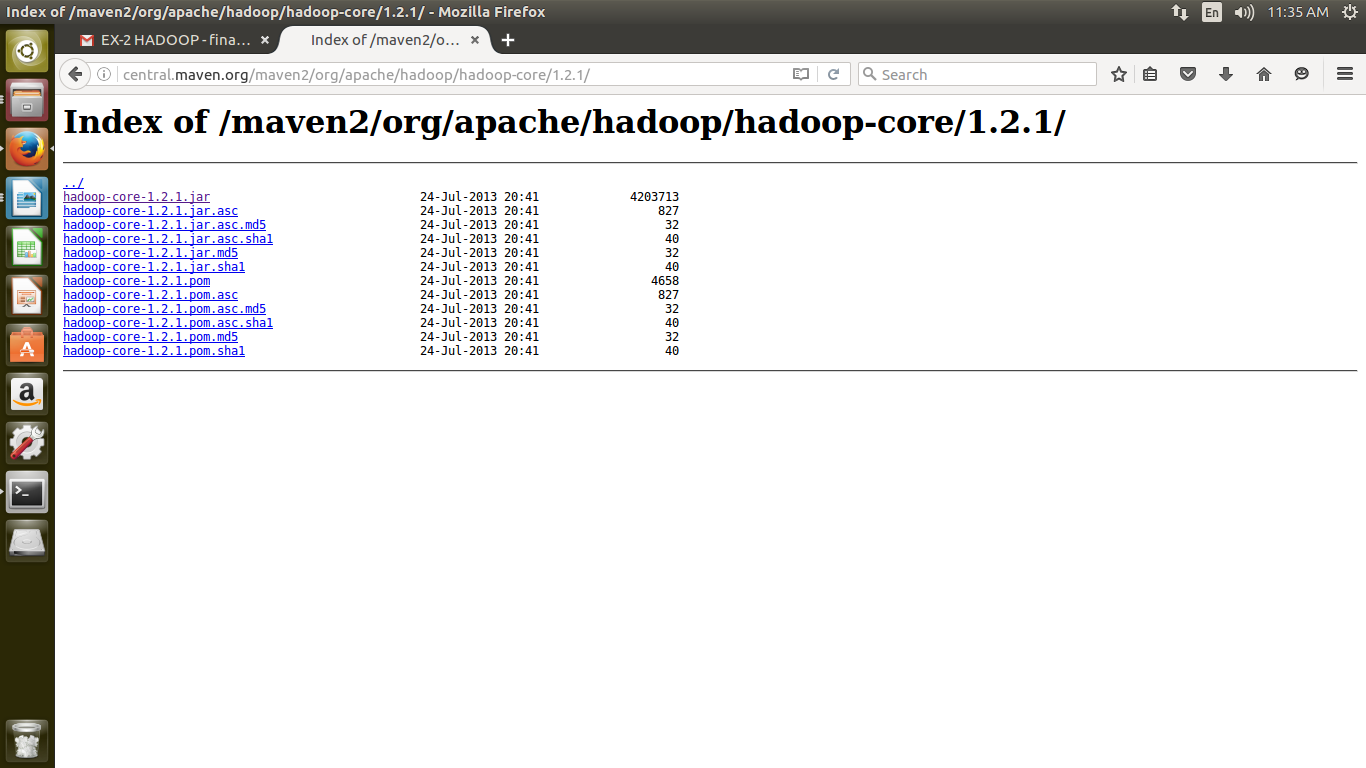 Index of /maven2/org/apache/hadoop/hadoop-core/1.2.1/ - Mozilla Firefox
En
11:35 AM
EX-2 HADOOP - fina...
Index of /maven2/o...
central.maven.org/maven2/org/apache/hadoop/hadoop-core/1.2.1/
Search
Index of /maven2/org/apache/hadoop/hadoop-core/1.2.1/
../
hadoop-core-1.2.1.jar 24-Jul-2013 20:41 4203713
hadoop-core-1.2.1.jar.asc 24-Jul-2013 20:41 827
hadoop-core-1.2.1.jar.asc.md5 24-Jul-2013 20:41 32
hadoop-core-1.2.1.jar.asc.sha1 24-Jul-2013 20:41 40
hadoop-core-1.2.1.jar.md5 24-Jul-2013 20:41 32
hadoop-core-1.2.1.jar.sha1 24-Jul-2013 20:41 40
hadoop-core-1.2.1.pom 24-Jul-2013 20:41 4658
hadoop-core-1.2.1.pom.asc 24-Jul-2013 20:41 827
hadoop-core-1.2.1.pom.asc.md5 24-Jul-2013 20:41 32
hadoop-core-1.2.1.pom.asc.sha1 24-Jul-2013 20:41 40
hadoop-core-1.2.1.pom.md5 24-Jul-2013 20:41 32
hadoop-core-1.2.1.pom.sha1 24-Jul-2013 20:41 40